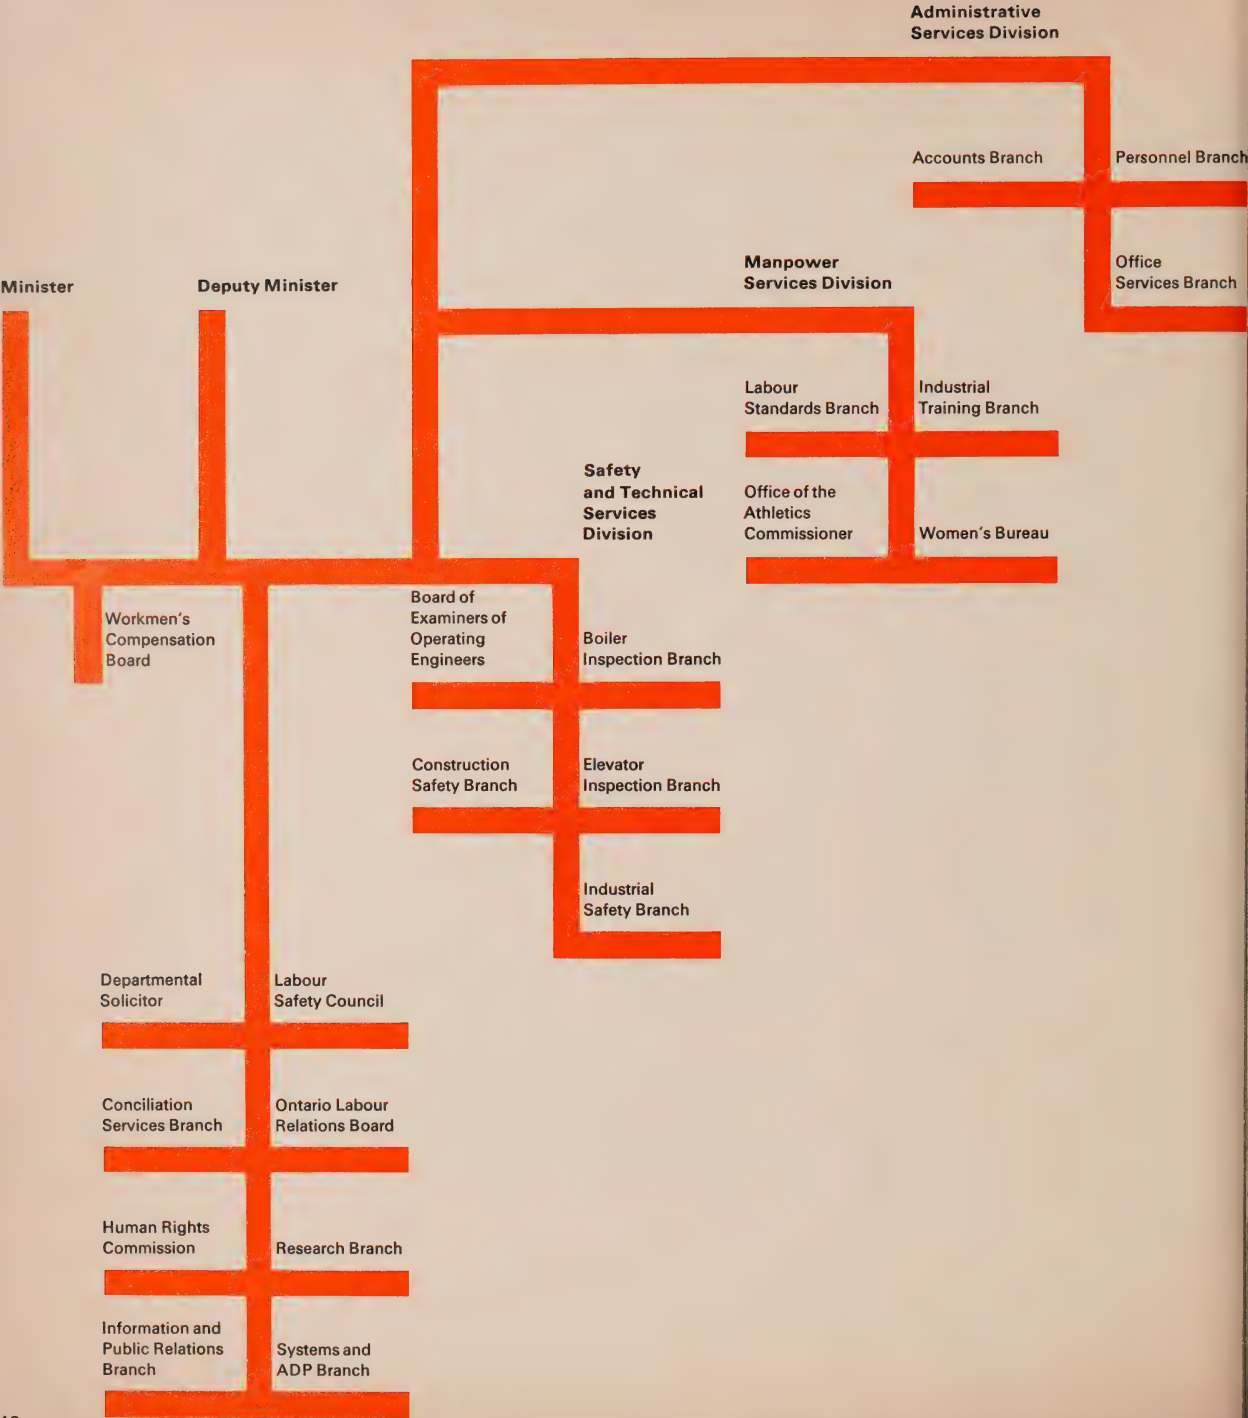 Administrative
Services Division
Accounts Branch
Personnel Branch
Manpower
Services Division
Office
Services Branch
Minister
Deputy Minister
Labour
Standards Branch
Industrial
Training Branch
Safety
and Technical
Services
Division
Office of the
Athletics
Commissioner
Women's Bureau
Workmen's
Compensation
Board
Board of
Examiners of
Operating
Engineers
Boiler
Inspection Branch
Construction
Safety Branch
Elevator
Inspection Branch
Industrial
Safety Branch
Departmental
Solicitor
Labour
Safety Council
Conciliation
Services Branch
Ontario Labour
Relations Board
Human Rights
Commission
Research Branch
Information and
Public Relations
Branch
Systems and
ADP Branch